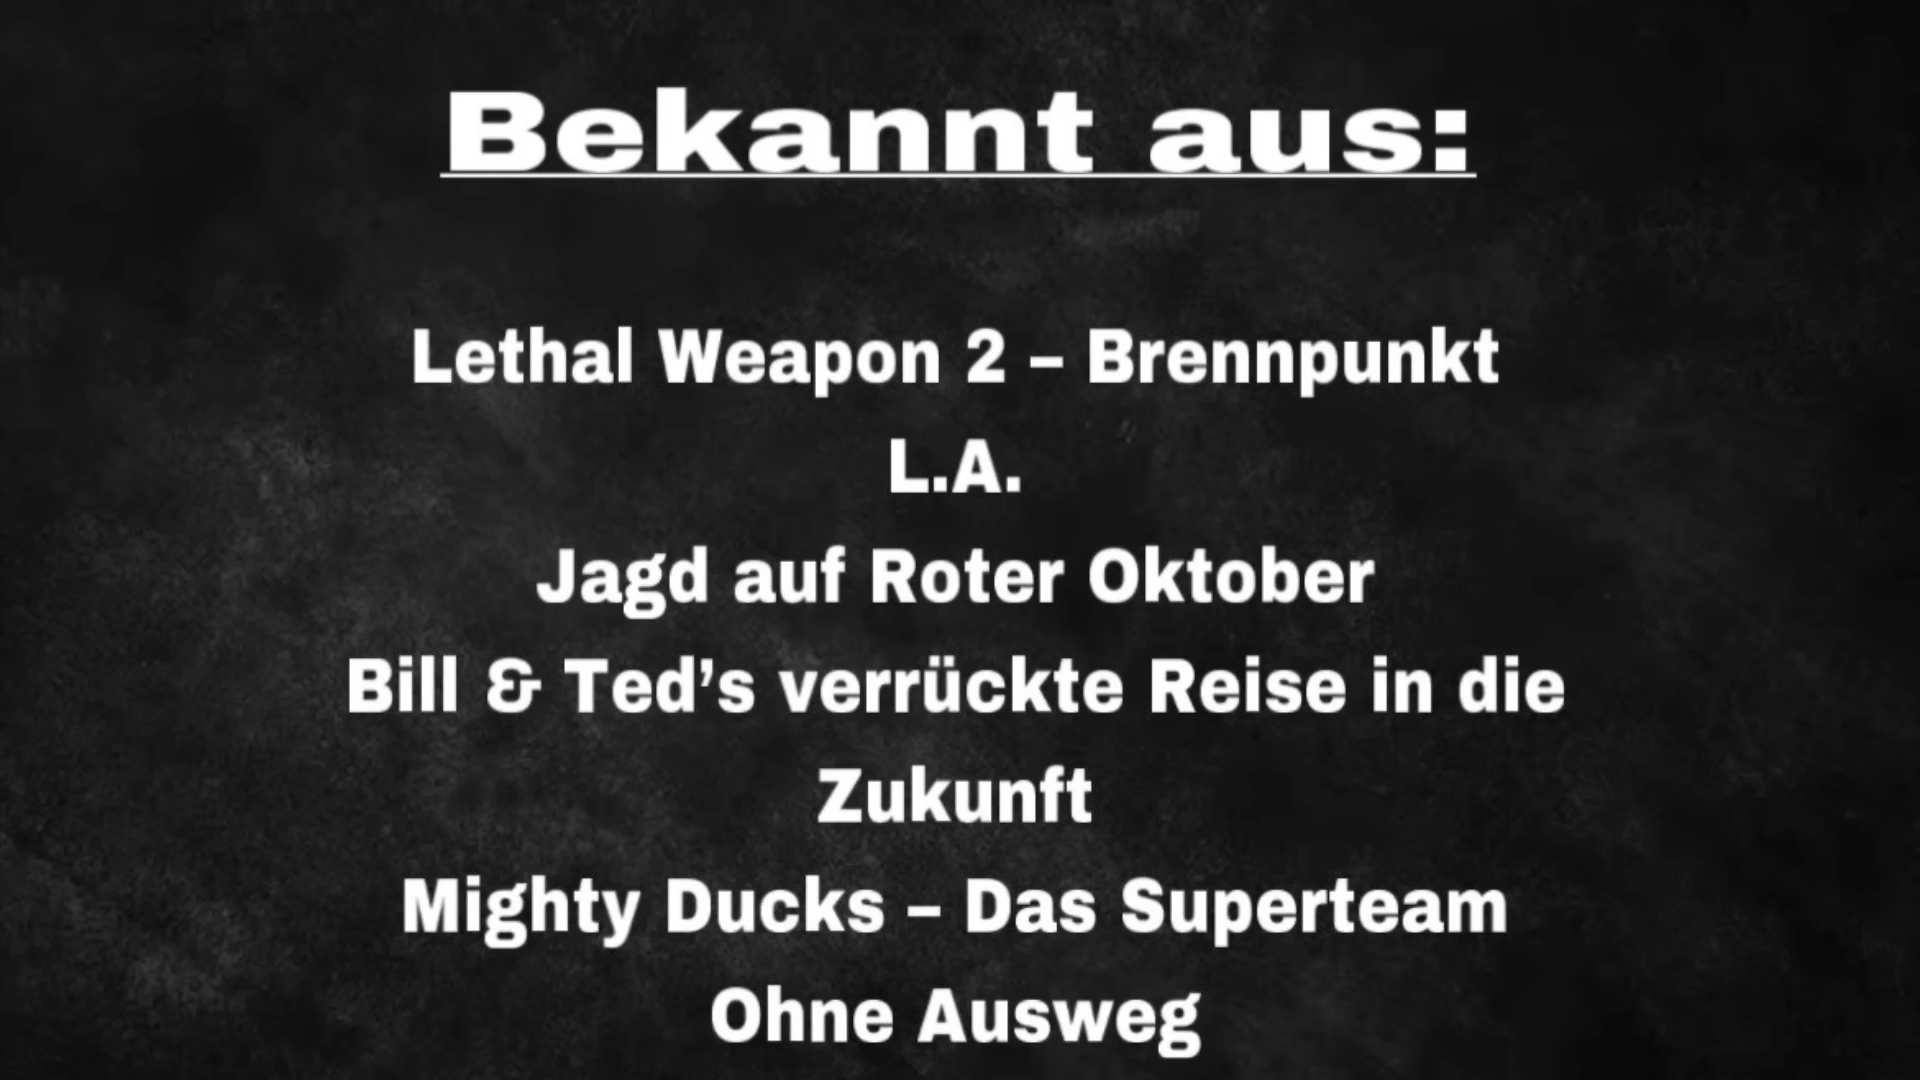 Bekannt aus:
Lethal Weapon 2 – Brennpunkt
L.A.
Jagd auf Roter Oktober
Bill & Ted’s verrückte Reise in die
Zukunft
Mighty Ducks – Das Superteam
Ohne Ausweg